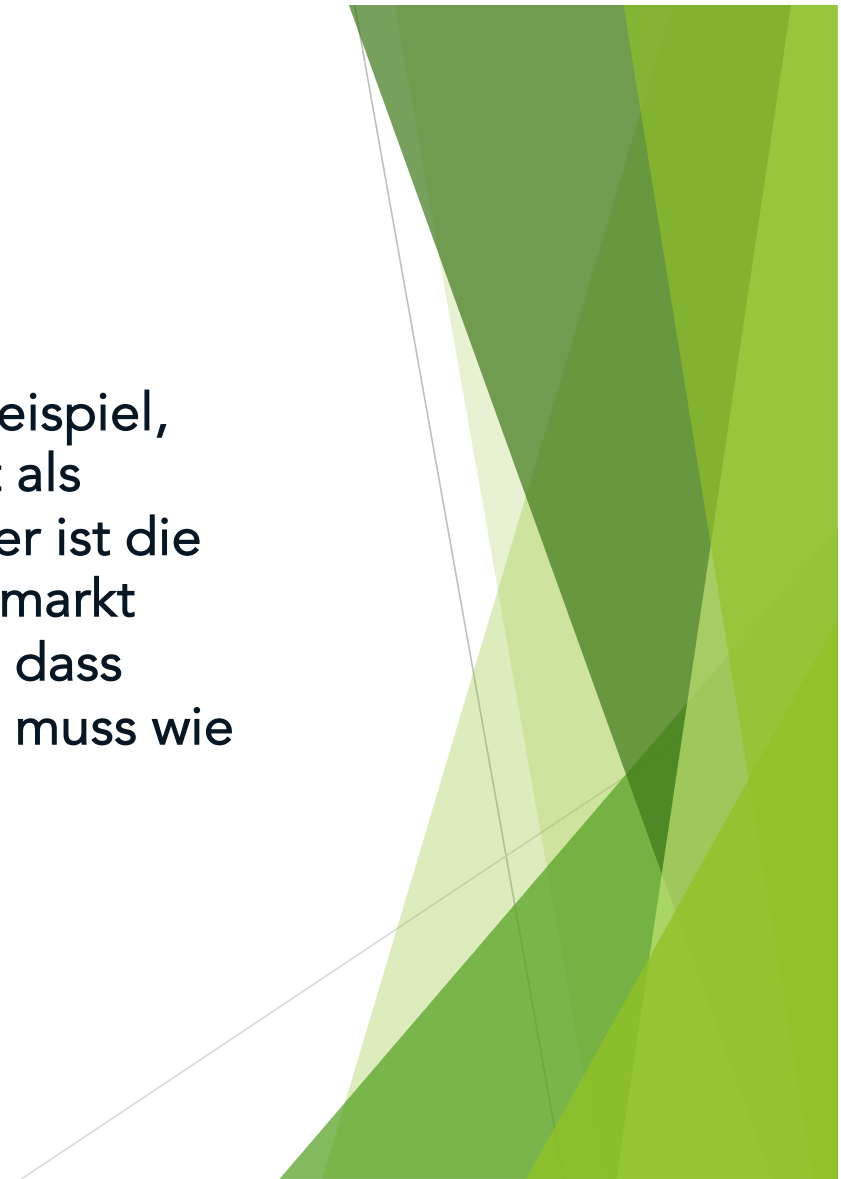 eispiel,
als
er ist die
markt
dass
muss wie